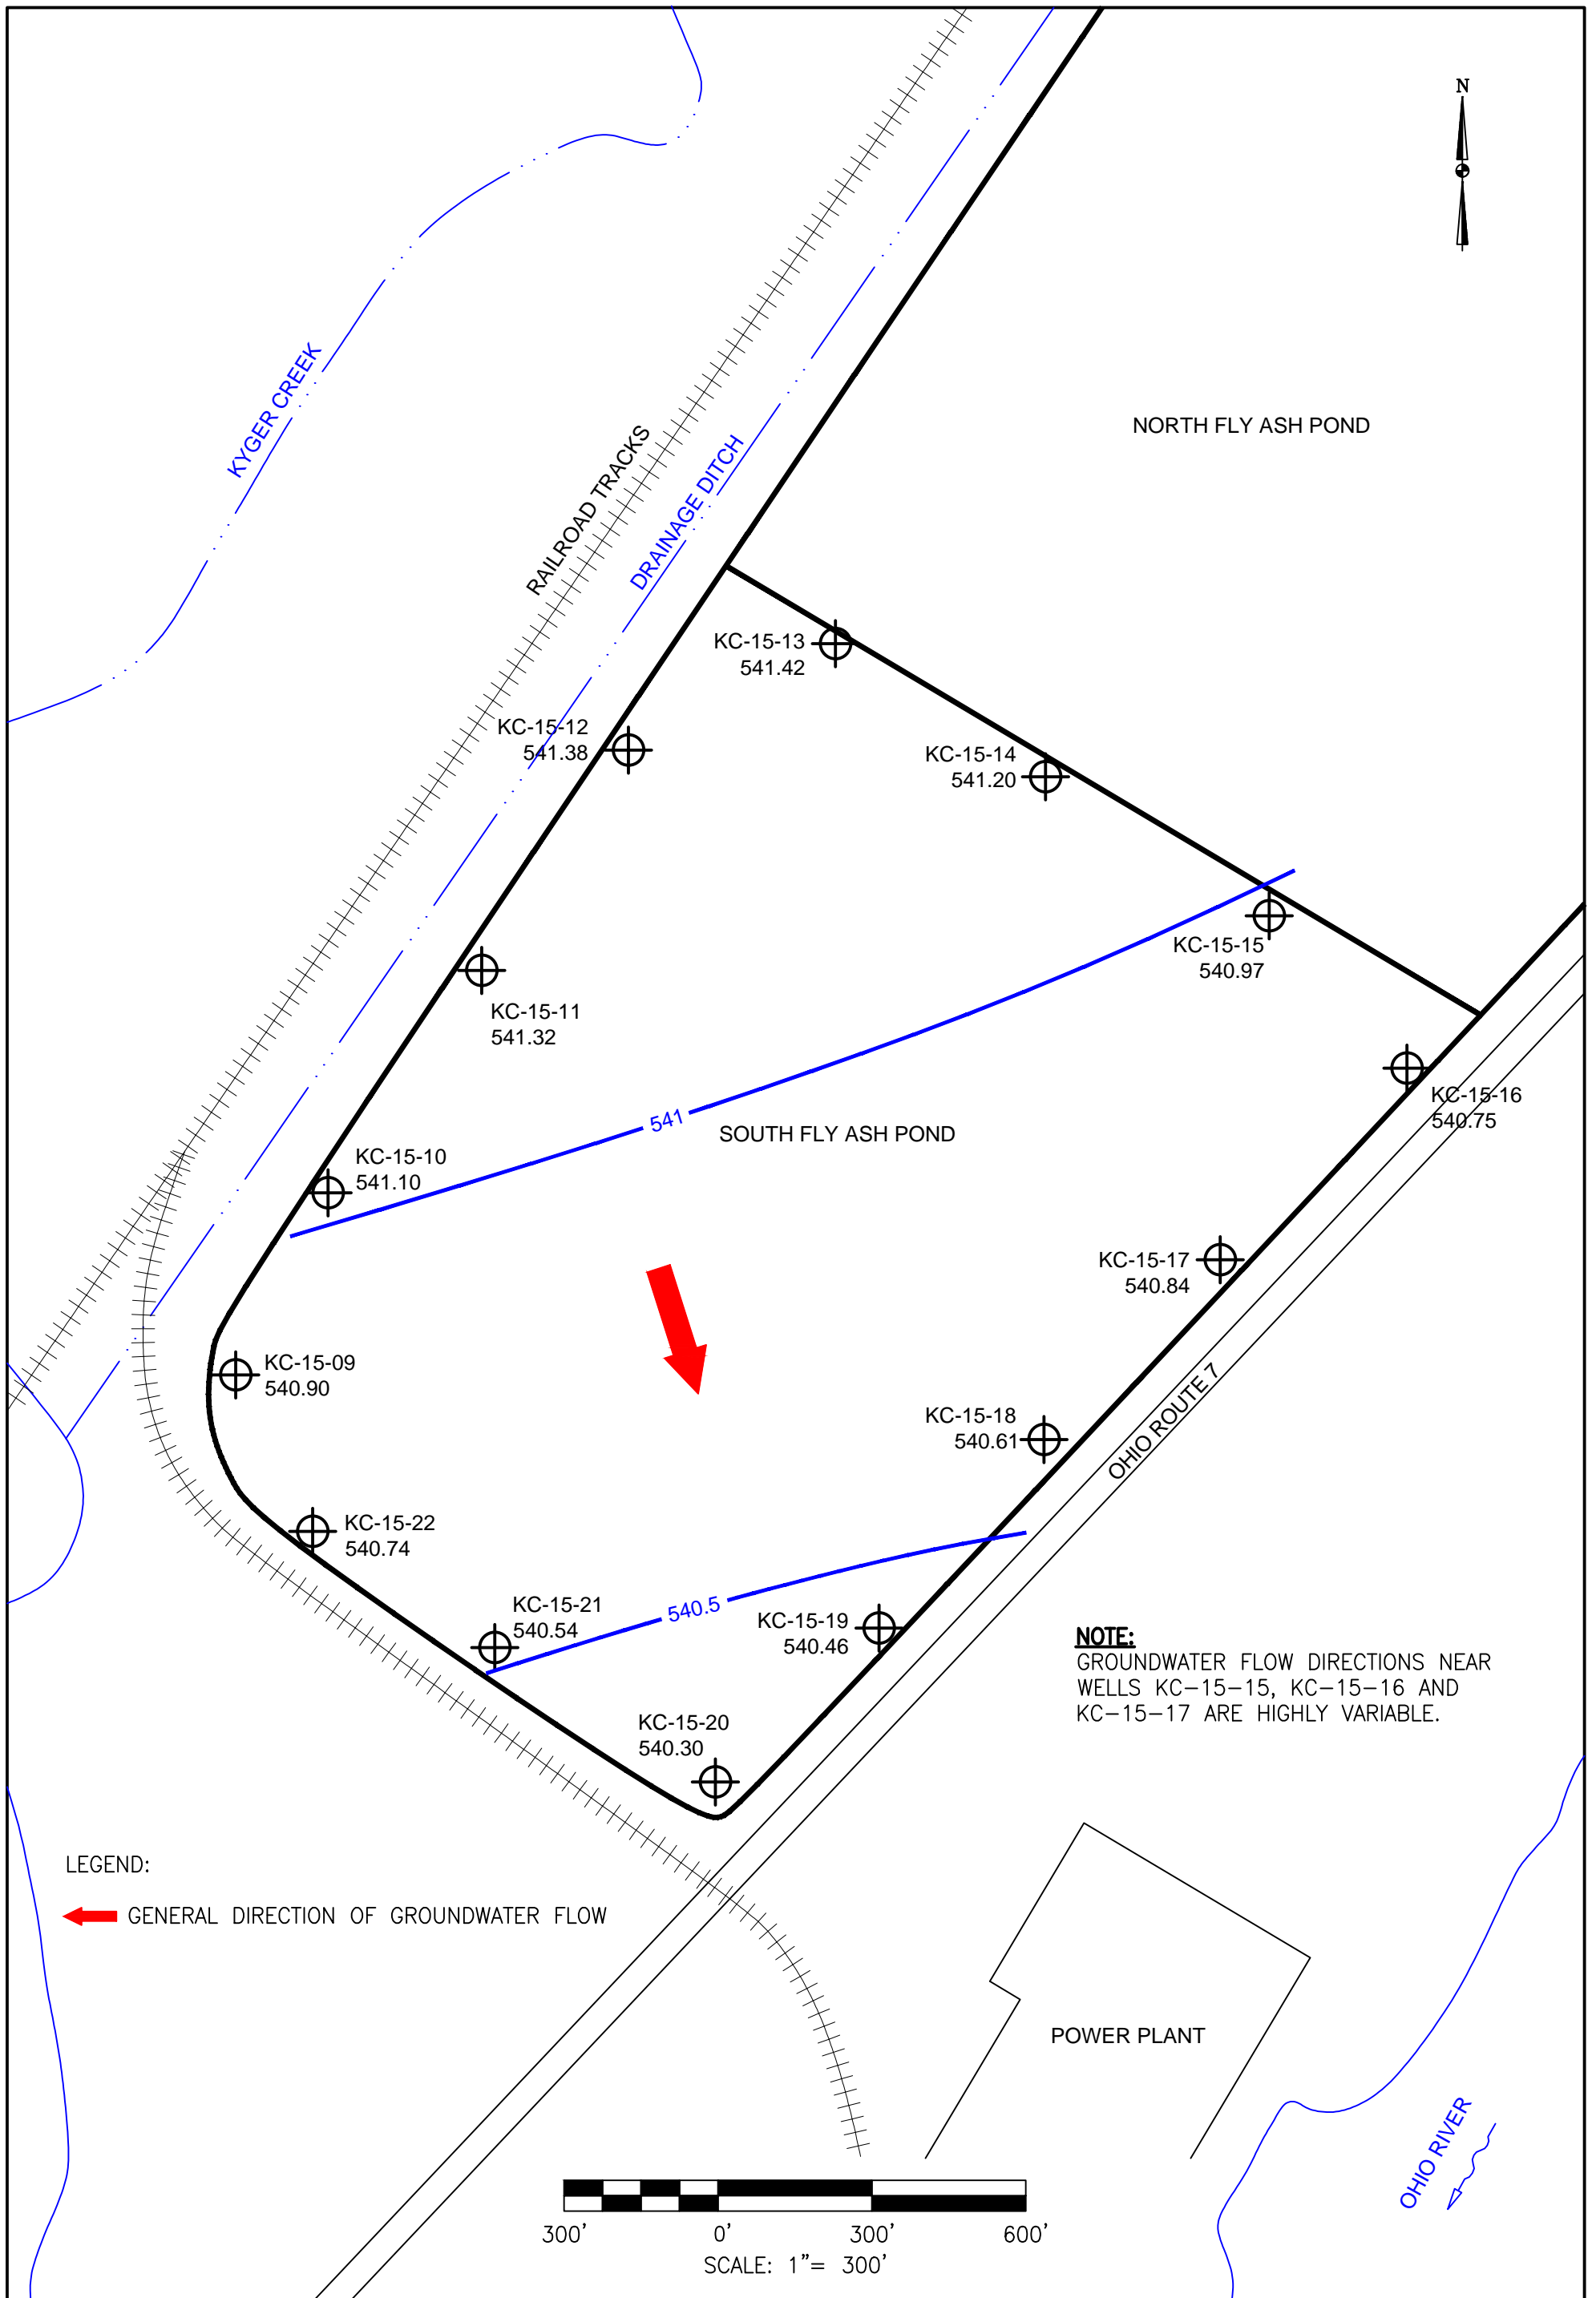 N
KYGER CREEK
RAILROAD TRACKS
DRAINAGE DITCH
NORTH FLY ASH POND
KC-15-13
541.42
KC-15-12
541.38
KC-15-14
541.20
KC-15-15
540.97
KC-15-11
541.32
KC-15-16
540.75
541
SOUTH FLY ASH POND
KC-15-10
541.10
KC-15-17
540.84
KC-15-09
540.90
KC-15-18
540.61
OHIO ROUTE 7
KC-15-22
540.74
KC-15-21
540.54
540.5
KC-15-19
540.46
NOTE:
GROUNDWATER FLOW DIRECTIONS NEAR
WELLS KC-15-15, KC-15-16 AND
KC-15-17 ARE HIGHLY VARIABLE.
KC-15-20
540.30
LEGEND:
GENERAL DIRECTION OF GROUNDWATER FLOW
POWER PLANT
OHIO RIVER
300' 0' 300' 600'
SCALE: 1"= 300'